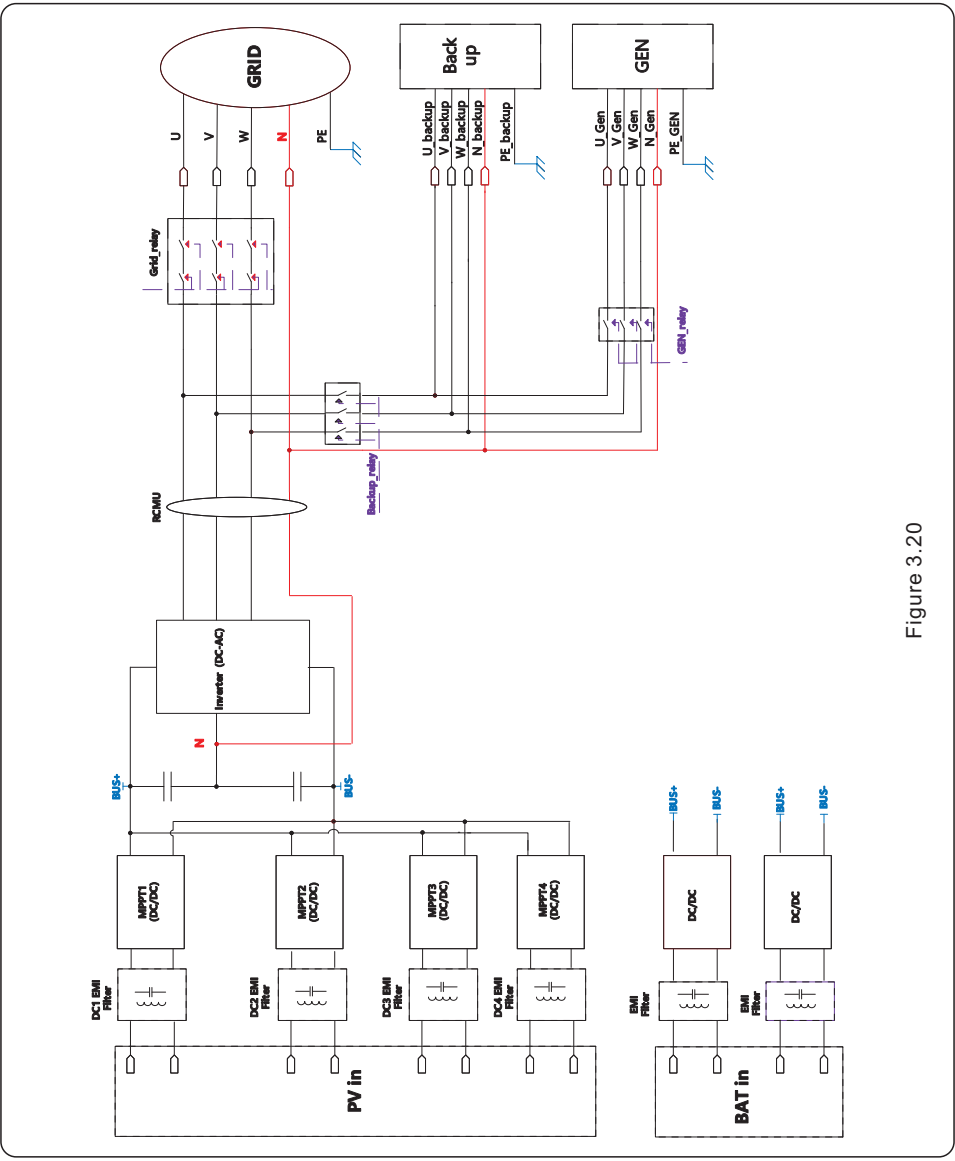 GRID
U
V
W
N
PE
Grid_relay
Back
up
U_backup
V_backup
W_backup
N_backup
PE_backup
GEN
U_Gen
V_Gen
W_Gen
N_Gen
PE_GEN
GEN_relay
Backup_relay
RCMU
Inverter (DC-AC)
N
BUS+
BUS-
MPPT1
(DC/DC)
MPPT2
(DC/DC)
MPPT3
(DC/DC)
MPPT4
(DC/DC)
DC1 EMI
Filter
DC2 EMI
Filter
DC3 EMI
Filter
DC4 EMI
Filter
PV in
BUS+
BUS-
BUS+
BUS-
DC/DC
DC/DC
EMI
Filter
EMI
Filter
BAT in
Figure 3.20